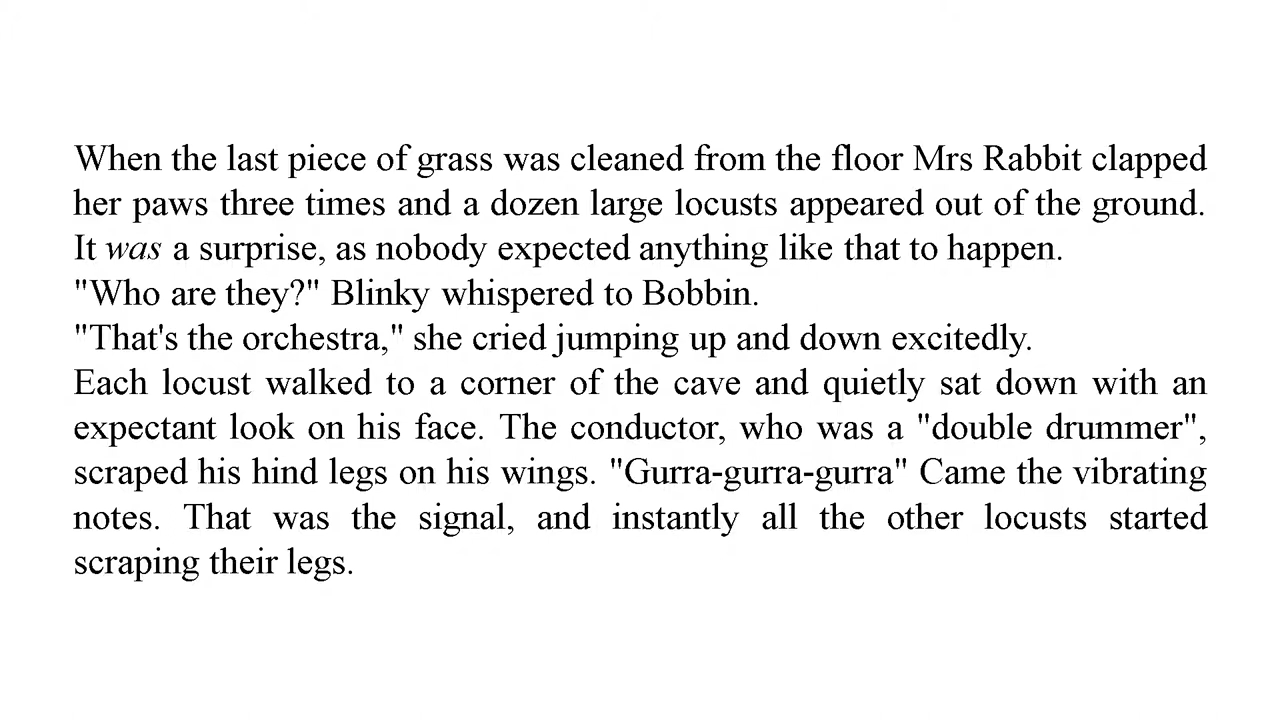 When the last piece of grass was cleaned from the floor Mrs Rabbit clapped
her paws three times and a dozen large locusts appeared out of the ground.
It was a surprise, as nobody expected anything like that to happen.
"Who are they?" Blinky whispered to Bobbin.
"That's the orchestra," she cried jumping up and down excitedly.
Each locust walked to a corner of the cave and quietly sat down with an
expectant look on his face. The conductor, who was a "double drummer",
scraped his hind legs on his wings. "Gurra-gurra-gurra" Came the vibrating
notes. That was the signal, and instantly all the other locusts started
scraping their legs.